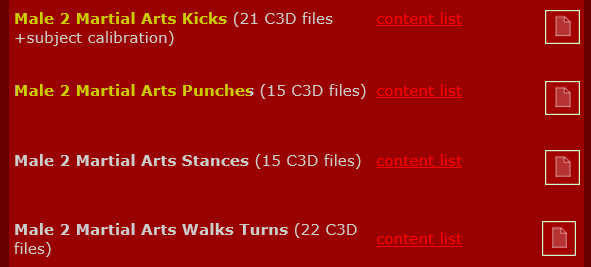 Male 2 Martial Arts Kicks (21 C3D files content list
+subject calibration)
Male 2 Martial Arts Punches (15 C3D files) content list
Male 2 Martial Arts Stances (15 C3D files) content list
Male 2 Martial Arts Walks Turns (22 C3D
files) content list